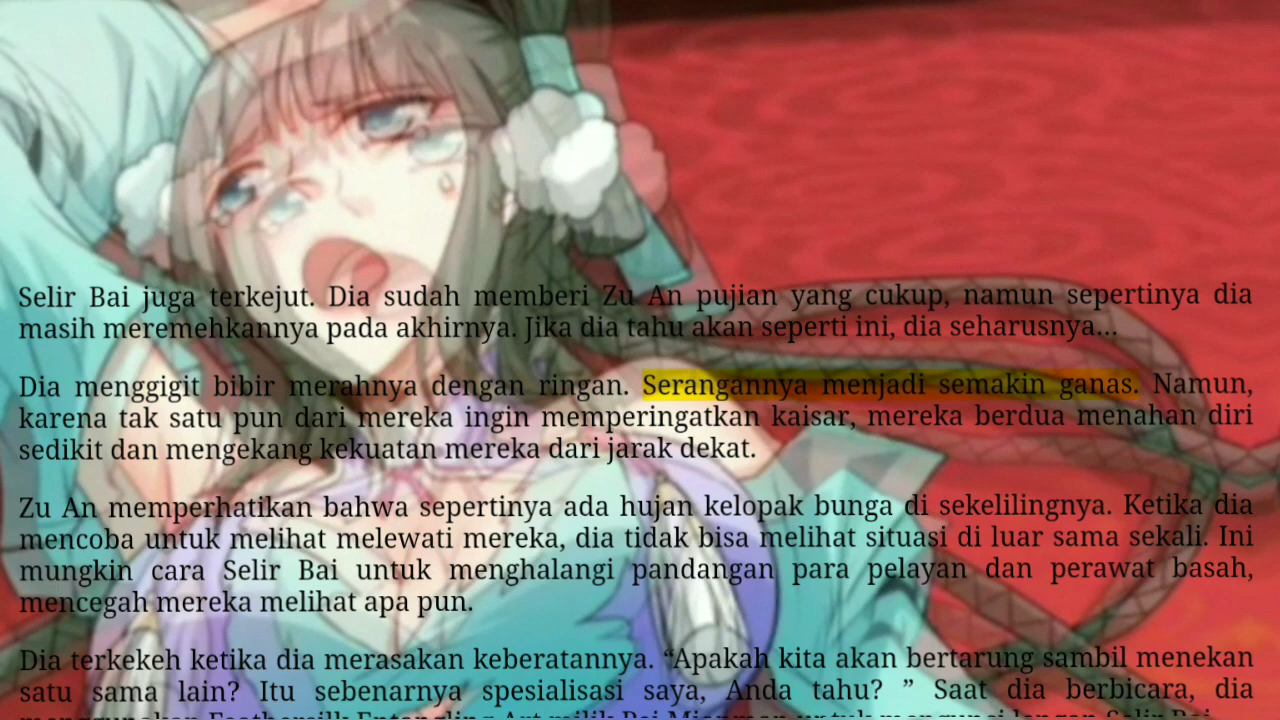 Selir Bai juga terkejut. Dia sudah memberi Zu An pujian yang cukup, namun sepertinya dia
masih meremehkannya pada akhirnya. Jika dia tahu akan seperti ini, dia seharusnya...
Dia menggigit bibir merahnya dengan ringan. Serangannya menjadi semakin ganas. Namun,
karena tak satu pun dari mereka ingin memperingatkan kaisar, mereka berdua menahan diri
sedikit dan mengekang kekuatan mereka dari jarak dekat.
Zu An memperhatikan bahwa sepertinya ada hujan kelopak bunga di sekelilingnya. Ketika dia
mencoba untuk melihat melewati mereka, dia tidak bisa melihat situasi di luar sama sekali. Ini
mungkin cara Selir Bai untuk menghalangi pandangan para pelayan dan perawat basah,
mencegah mereka melihat apa pun.
Dia terkekeh ketika dia merasakan keberatannya. “Apakah kita akan bertarung sambil menekan
satu sama lain? Itu sebenarnya spesialisasi saya, Anda tahu? ” Saat dia berbicara, dia